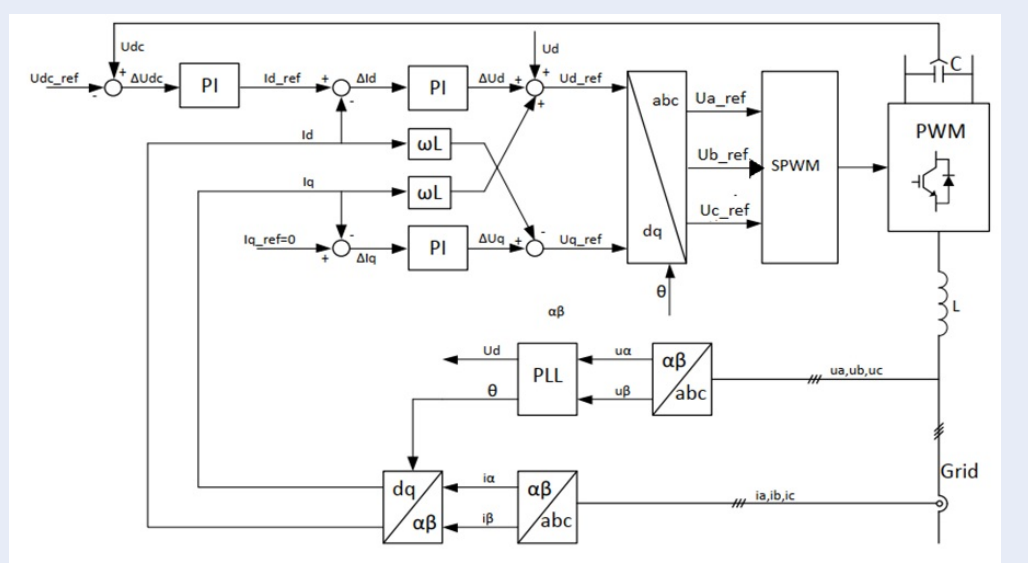 Udc
Ud
C
Udc_ref
+
-
ΔUdc
PI
Id_ref
+
-
ΔId
PI
ΔUd
+
+
+
Ud_ref
abc
Ua_ref
Id
ωL
Ub_ref
SPWM
PWM
Iq
ωL
Uc_ref
-
Iq_ref=0
-
+
ΔIq
PI
ΔUq
+
-
Uq_ref
dq
θ
L
αβ
Ud
θ
PLL
uα
uβ
αβ
abc
ua,ub,uc
Grid
dq
αβ
iα
iβ
αβ
abc
ia,ib,ic